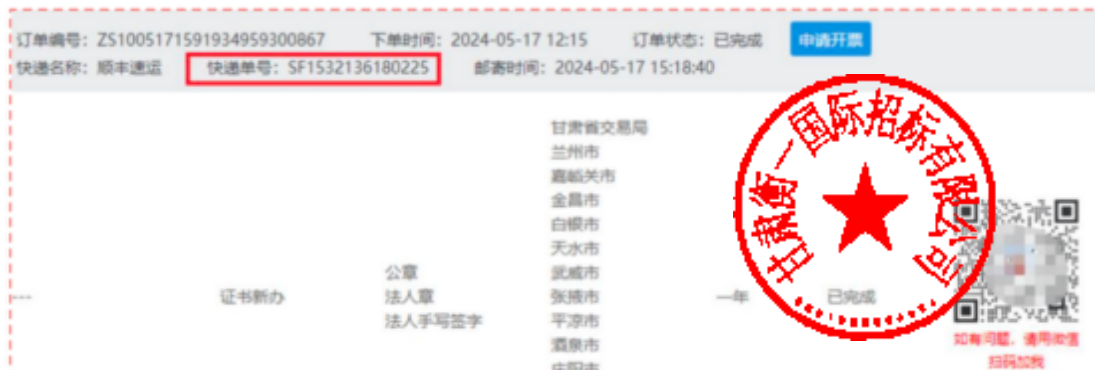 订单编号：ZS1005171591934959300867 下单时间：2024-05-17 12:15 订单状态：已完成 申请开票
快递名称：顺丰速运 快递单号：SF1532136180225 邮寄时间：2024-05-17 15:18:40
甘肃省交易局
兰州市
嘉峪关市
金昌市
白银市
天水市
公章 武威市
--- 证书新办 法人章 张掖市 一年 已完成
法人手写签字 平凉市
酒泉市
庆阳市
甘肃衡一国际招标有限公司
如有问题，请用微信
扫码加我